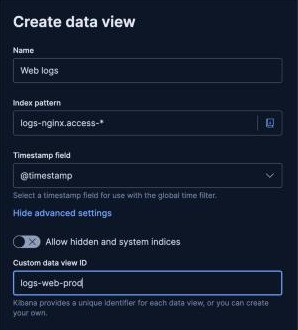 Create data view
Name
Web logs
Index pattern
logs-nginx.access-*
Timestamp field
@timestamp
Select a timestamp field for use with the global time filter.
Hide advanced settings
Allow hidden and system indices
Custom data view ID
logs-web-prod
Kibana provides a unique identifier for each data view, or you can create
your own.